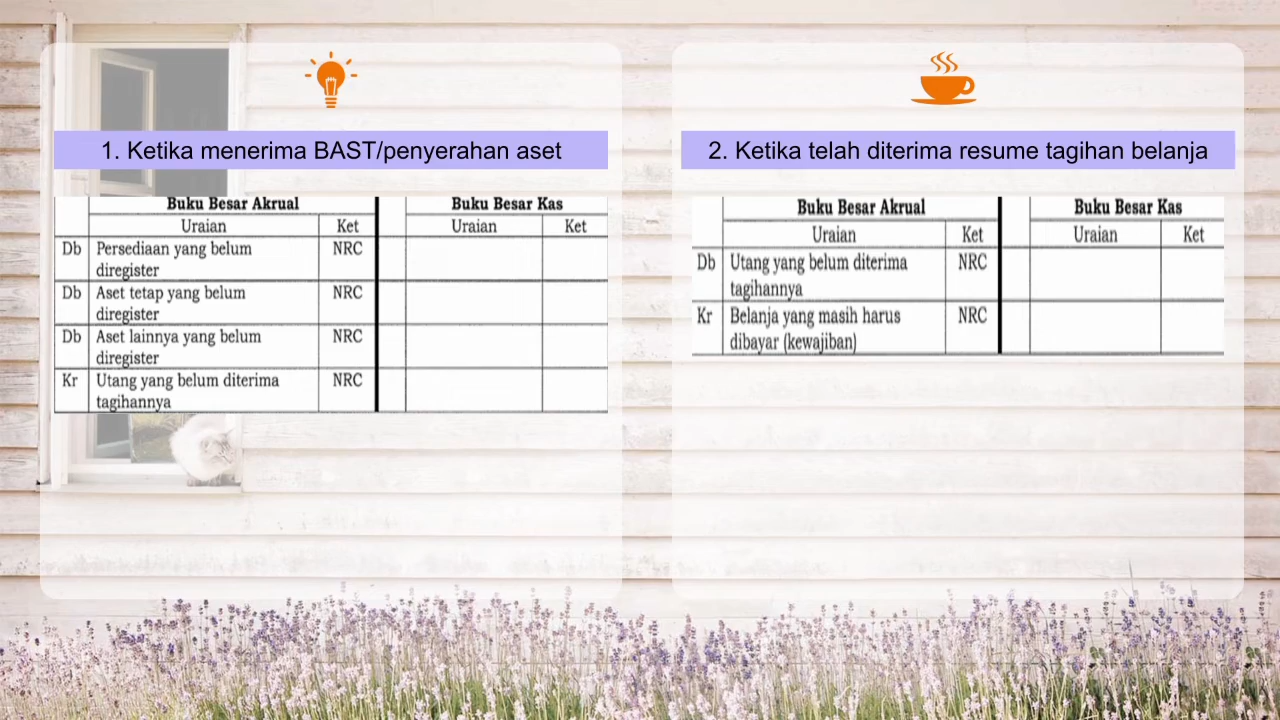 1. Ketika menerima BAST/penyerahan aset
Buku Besar Akrual Buku Besar Kas
Uraian Ket Uraian Ket
Db Persediaan yang belum NRC
diregister
Db Aset tetap yang belum NRC
diregister
Db Aset lainnya yang belum NRC
diregister
Kr Utang yang belum diterima NRC
tagihannya
2. Ketika telah diterima resume tagihan belanja
Buku Besar Akrual Buku Besar Kas
Uraian Ket Uraian Ket
Db Utang yang belum diterima NRC
tagihannya
Kr Belanja yang masih harus NRC
dibayar (kewajiban)